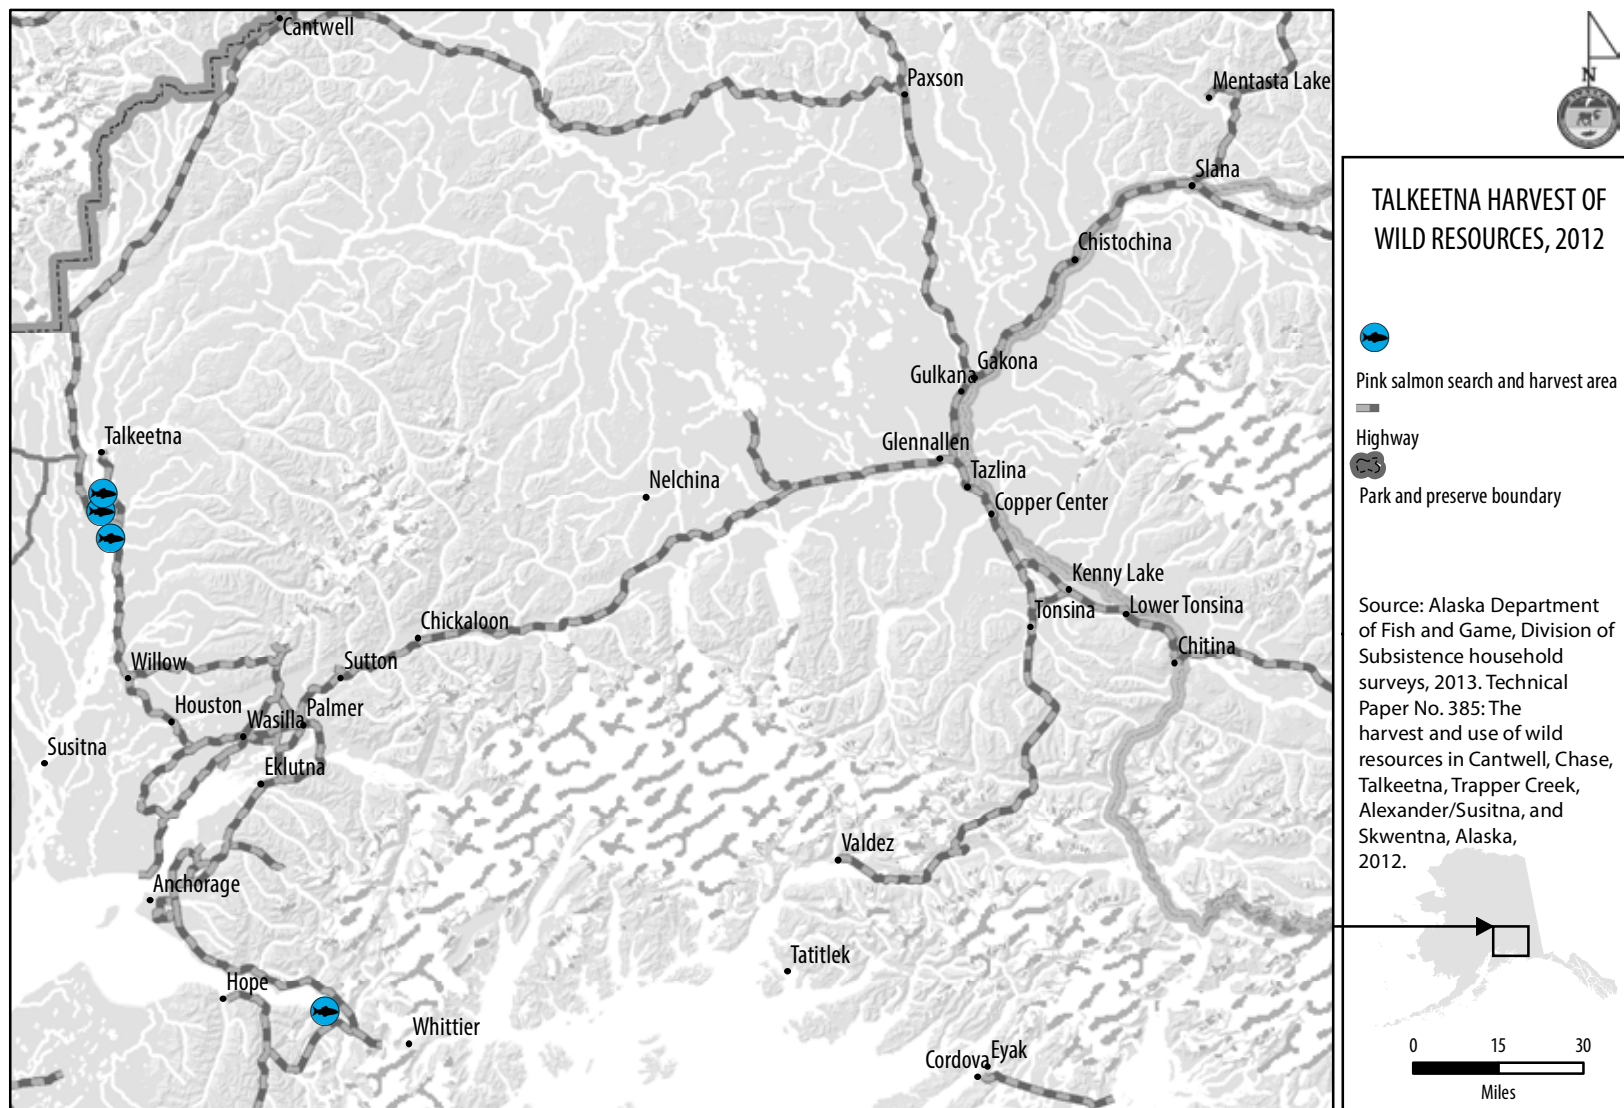 Cantwell
Paxson
Mentasta Lake
Slana
Chistochina
Gakona
Gulkana
Talkeetna
Glennallen
Tazlina
Nelchina
Copper Center
Kenny Lake
Tonsina
Lower Tonsina
Chickaloon
Chitina
Willow
Sutton
Houston
Palmer
Wasilla
Susitna
Eklutna
Valdez
Anchorage
Tatitlek
Hope
Whittier
Cordova
Eyak
N
TALKEETNA HARVEST OF
WILD RESOURCES, 2012
Pink salmon search and harvest area
Highway
Park and preserve boundary
Source: Alaska Department
of Fish and Game, Division of
Subsistence household
surveys, 2013. Technical
Paper No. 385: The
harvest and use of wild
resources in Cantwell, Chase,
Talkeetna, Trapper Creek,
Alexander/Susitna, and
Skwentna, Alaska,
2012.
0 15 30
Miles